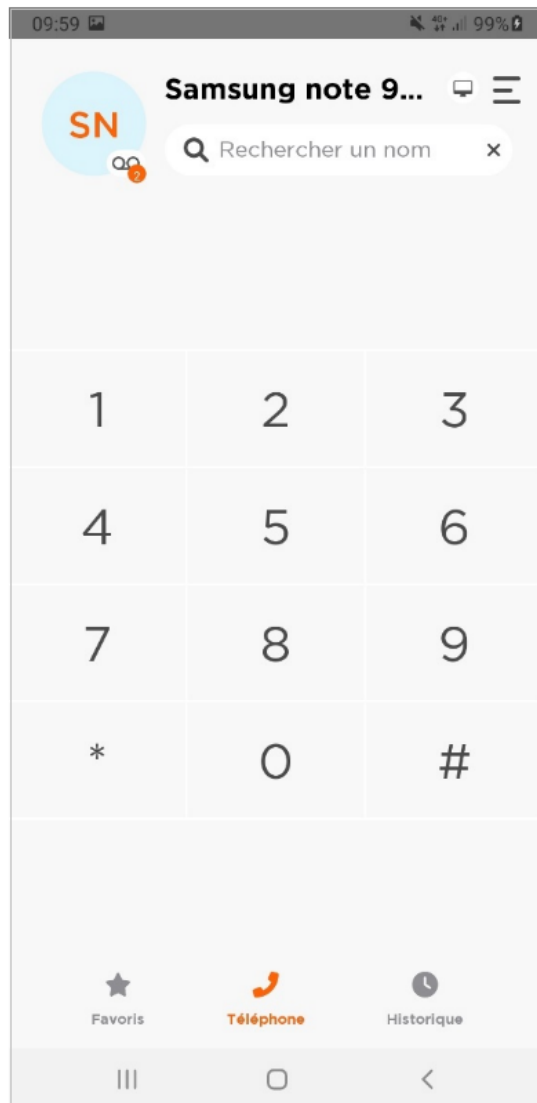 09:59 4G+ 99%
Samsung note 9...
SN
Rechercher un nom
2
1 2 3
4 5 6
7 8 9
* 0 #
Favoris Téléphone Historique